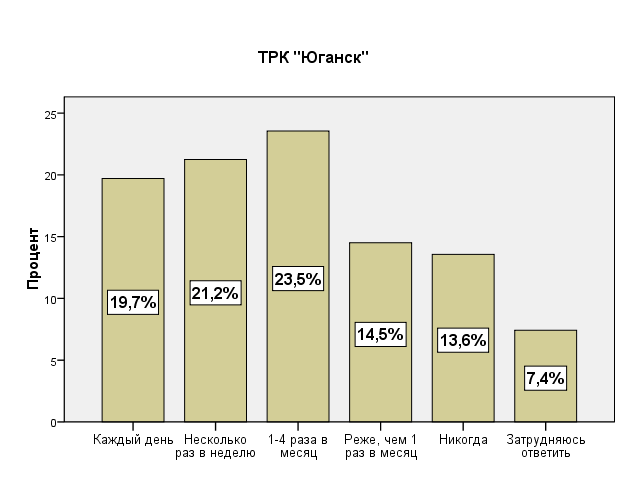 ТРК "Юганск"
Процент
25
20
15
10
5
0
19,7%
21,2%
23,5%
14,5%
13,6%
7,4%
Каждый день
Несколько
раз в неделю
1-4 раза в
месяц
Реже, чем 1
раз в месяц
Никогда
Затрудняюсь
ответить